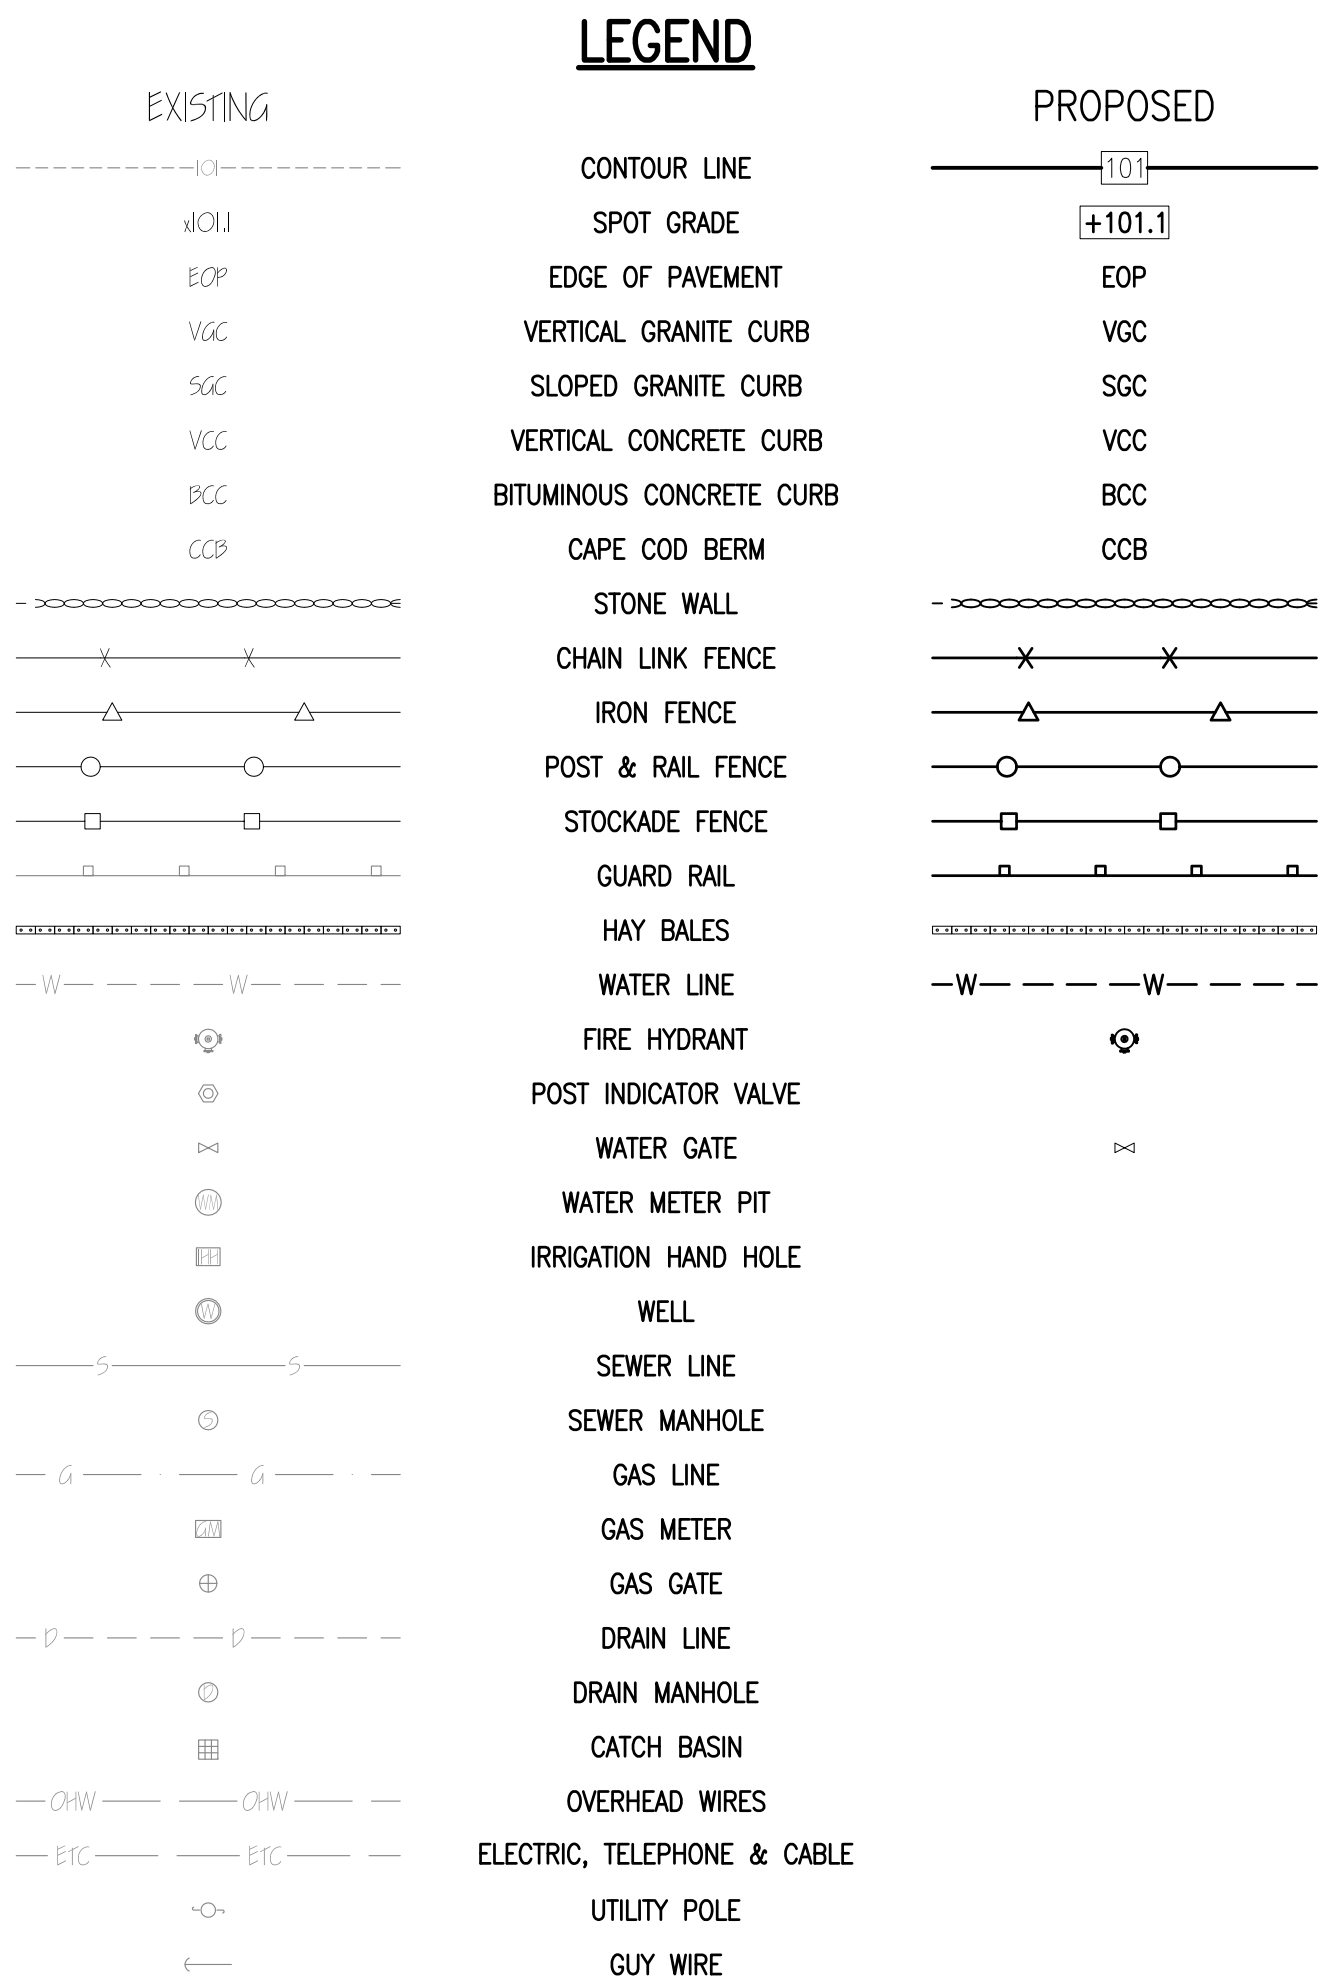 LEGEND
EXISTING PROPOSED
101 CONTOUR LINE 101
x101.1 SPOT GRADE +101.1
EOP EDGE OF PAVEMENT EOP
VGC VERTICAL GRANITE CURB VGC
SGC SLOPED GRANITE CURB SGC
VCC VERTICAL CONCRETE CURB VCC
BCC BITUMINOUS CONCRETE CURB BCC
CCB CAPE COD BERM CCB
STONE WALL
X X CHAIN LINK FENCE X X
IRON FENCE
POST & RAIL FENCE
STOCKADE FENCE
GUARD RAIL
HAY BALES
W W WATER LINE W W
FIRE HYDRANT
POST INDICATOR VALVE
WATER GATE
WM WATER METER PIT
IHH IRRIGATION HAND HOLE
W WELL
S S SEWER LINE
S SEWER MANHOLE
G G GAS LINE
GM GAS METER
GAS GATE
D D DRAIN LINE
D DRAIN MANHOLE
CATCH BASIN
OHW OHW OVERHEAD WIRES
ETC ETC ELECTRIC, TELEPHONE & CABLE
UTILITY POLE
GUY WIRE